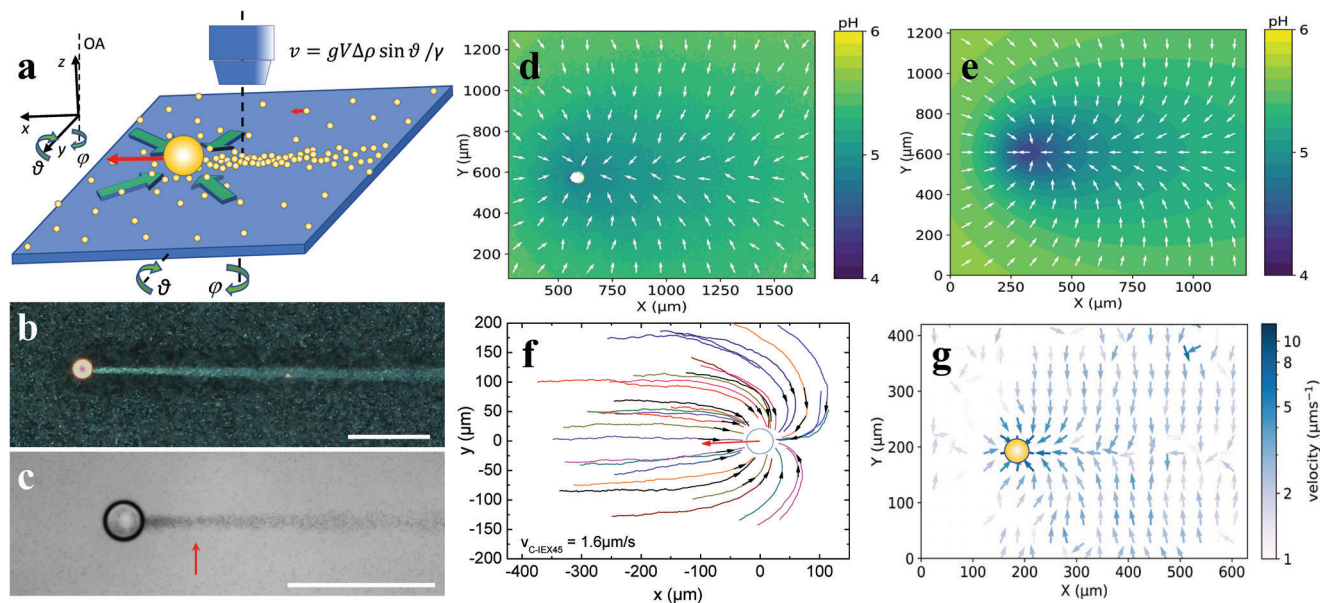 a
OA
z
x
y
ϑ
φ
v = gVΔρ sin ϑ /γ
ϑ
φ
b
c
d
pH
6
5
4
1200
1000
800
600
400
200
Y (µm)
500
750
1000
1250
1500
X (µm)
e
pH
6
5
4
1200
1000
800
600
400
200
0
Y (µm)
0
250
500
750
1000
X (µm)
f
200
150
100
50
0
-50
-100
-150
-200
y (µm)
v C-IEX45 = 1.6µm/s
-400
-300
-200
-100
0
100
x (µm)
g
400
300
200
100
0
Y (µm)
0
100
200
300
400
500
600
X (µm)
10
8
5
2
1
velocity (µms⁻¹)